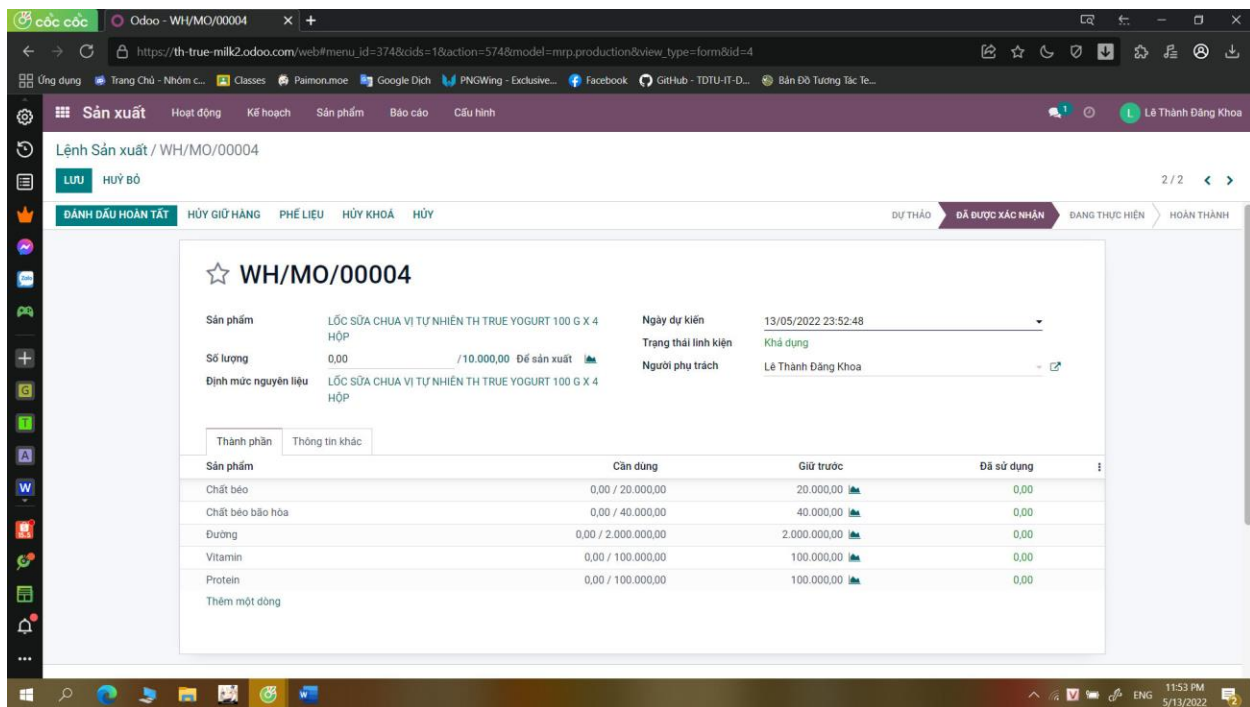 cốc cốc
Odoo - WH/MO/00004
https://th-true-milk2.odoo.com/web#menu_id=374&cids=1&action=574&model=mrp.production&view_type=form&id=4
Ứng dụng Trang Chủ - Nhóm c... Classes Paimon.moe Google Dịch PNGWing - Exclusive... Facebook GitHub - TDTU-IT-D... Bản Đồ Tương Tác Te...
Sản xuất Hoạt động Kế hoạch Sản phẩm Báo cáo Cấu hình 1 L Lê Thành Đăng Khoa
Lệnh Sản xuất / WH/MO/00004
LƯU HUỶ BỎ 2 / 2
ĐÁNH DẤU HOÀN TẤT HỦY GIỮ HÀNG PHẾ LIỆU HỦY KHOÁ HỦY DỰ THẢO ĐÃ ĐƯỢC XÁC NHẬN ĐANG THỰC HIỆN HOÀN THÀNH
WH/MO/00004
Sản phẩm LỐC SỮA CHUA VỊ TỰ NHIÊN TH TRUE YOGURT 100 G X 4 HỘP
Số lượng 0,00 /10.000,00 Để sản xuất
Định mức nguyên liệu LỐC SỮA CHUA VỊ TỰ NHIÊN TH TRUE YOGURT 100 G X 4 HỘP
Ngày dự kiến 13/05/2022 23:52:48
Trạng thái linh kiện Khả dụng
Người phụ trách Lê Thành Đăng Khoa
Thành phần Thông tin khác
Sản phẩm Cần dùng Giữ trước Đã sử dụng
Chất béo 0,00 / 20.000,00 20.000,00 0,00
Chất béo bão hòa 0,00 / 40.000,00 40.000,00 0,00
Đường 0,00 / 2.000.000,00 2.000.000,00 0,00
Vitamin 0,00 / 100.000,00 100.000,00 0,00
Protein 0,00 / 100.000,00 100.000,00 0,00
Thêm một dòng
Zalo
G
T
A
W
ENG
11:53 PM
5/13/2022
2